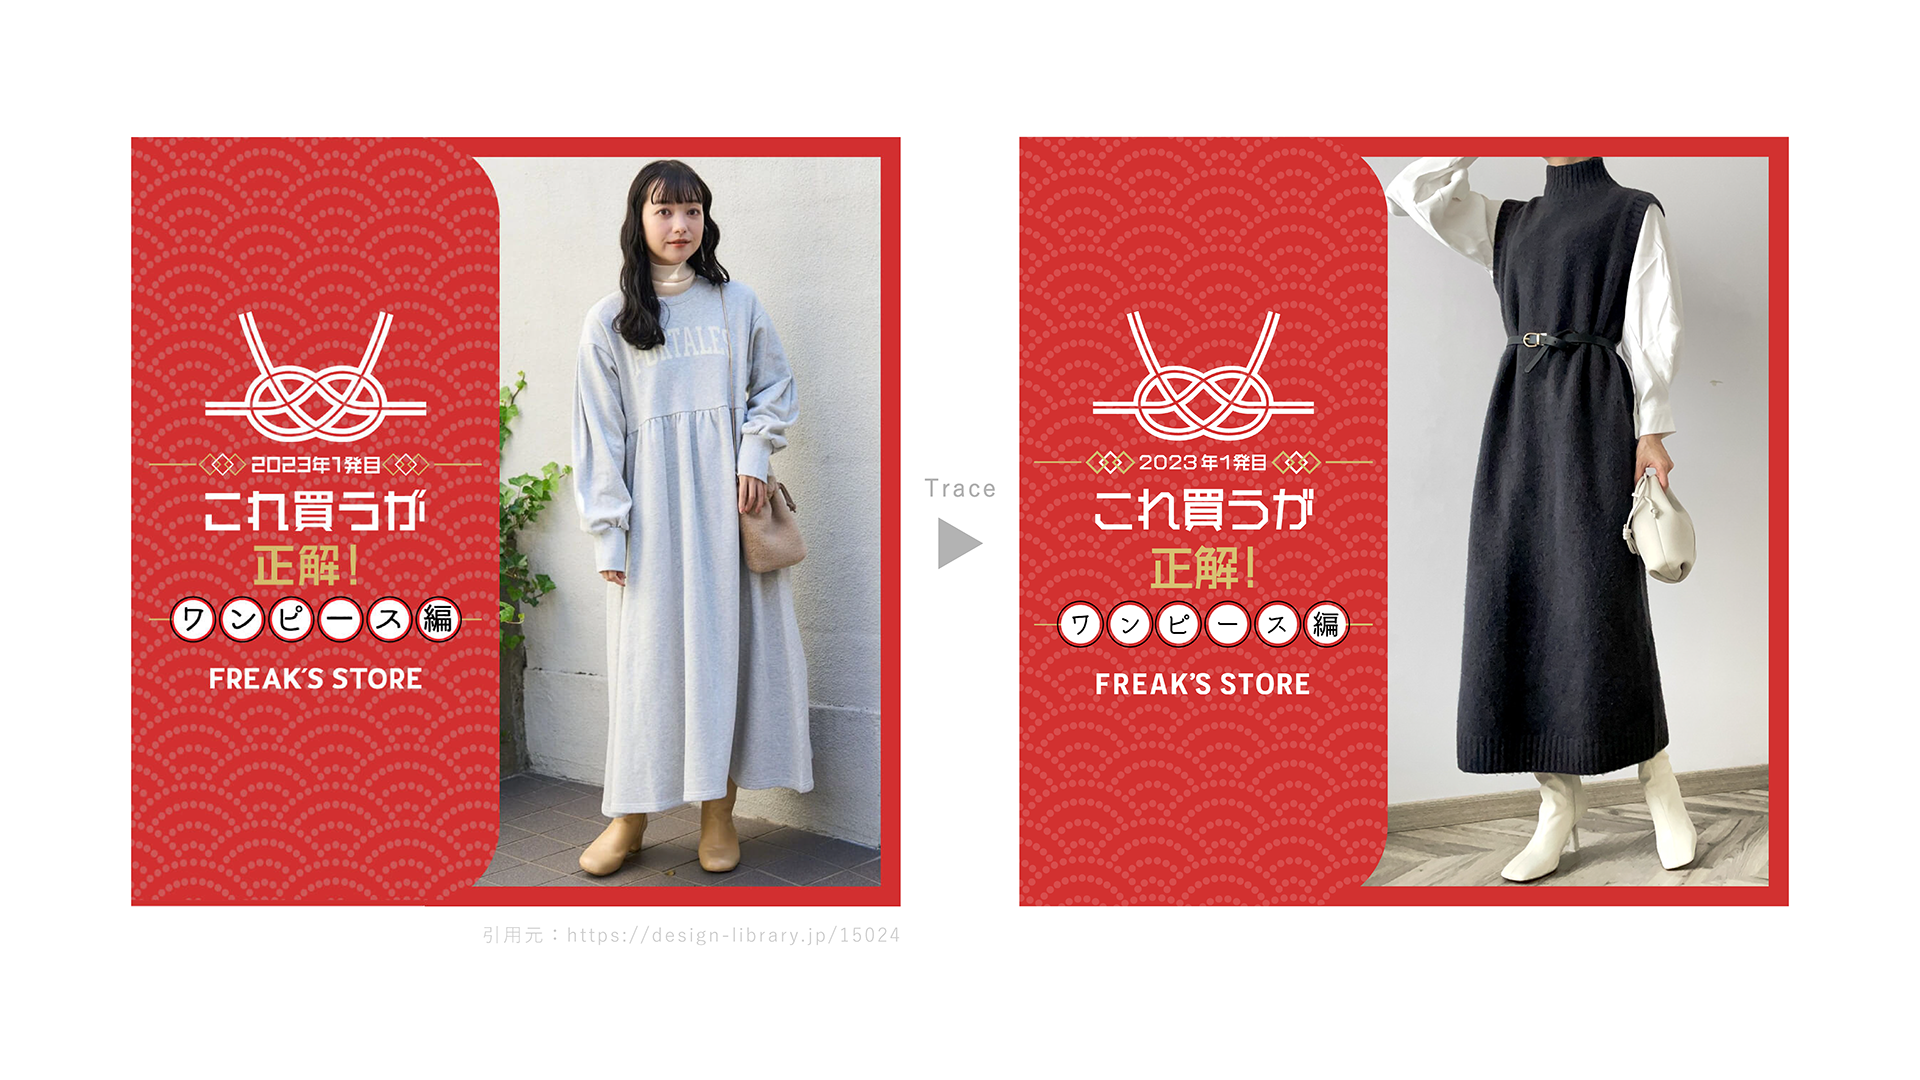 2023年1発目
これ買うが
正解!
ワンピース編
FREAK'S STORE
引用元：https://design-library.jp/15024
Trace
2023年1発目
これ買うが
正解!
ワンピース編
FREAK'S STORE